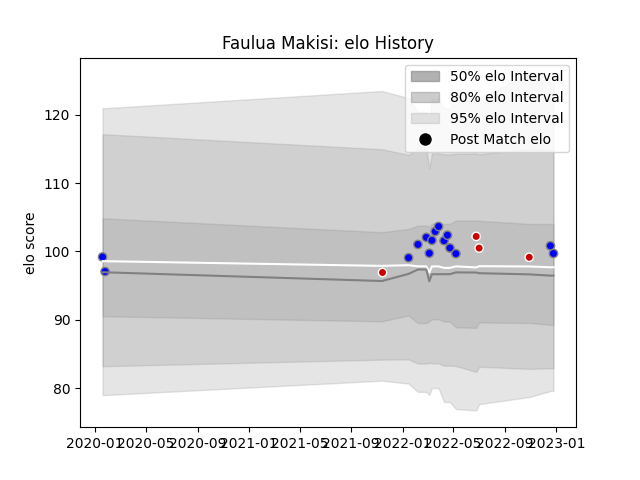 Faulua Makisi: elo History
50% elo Interval
80% elo Interval
95% elo Interval
Post Match elo
elo score
120
110
100
90
80
2020-01 2020-05 2020-09 2021-01 2021-05 2021-09 2022-01 2022-05 2022-09 2023-01